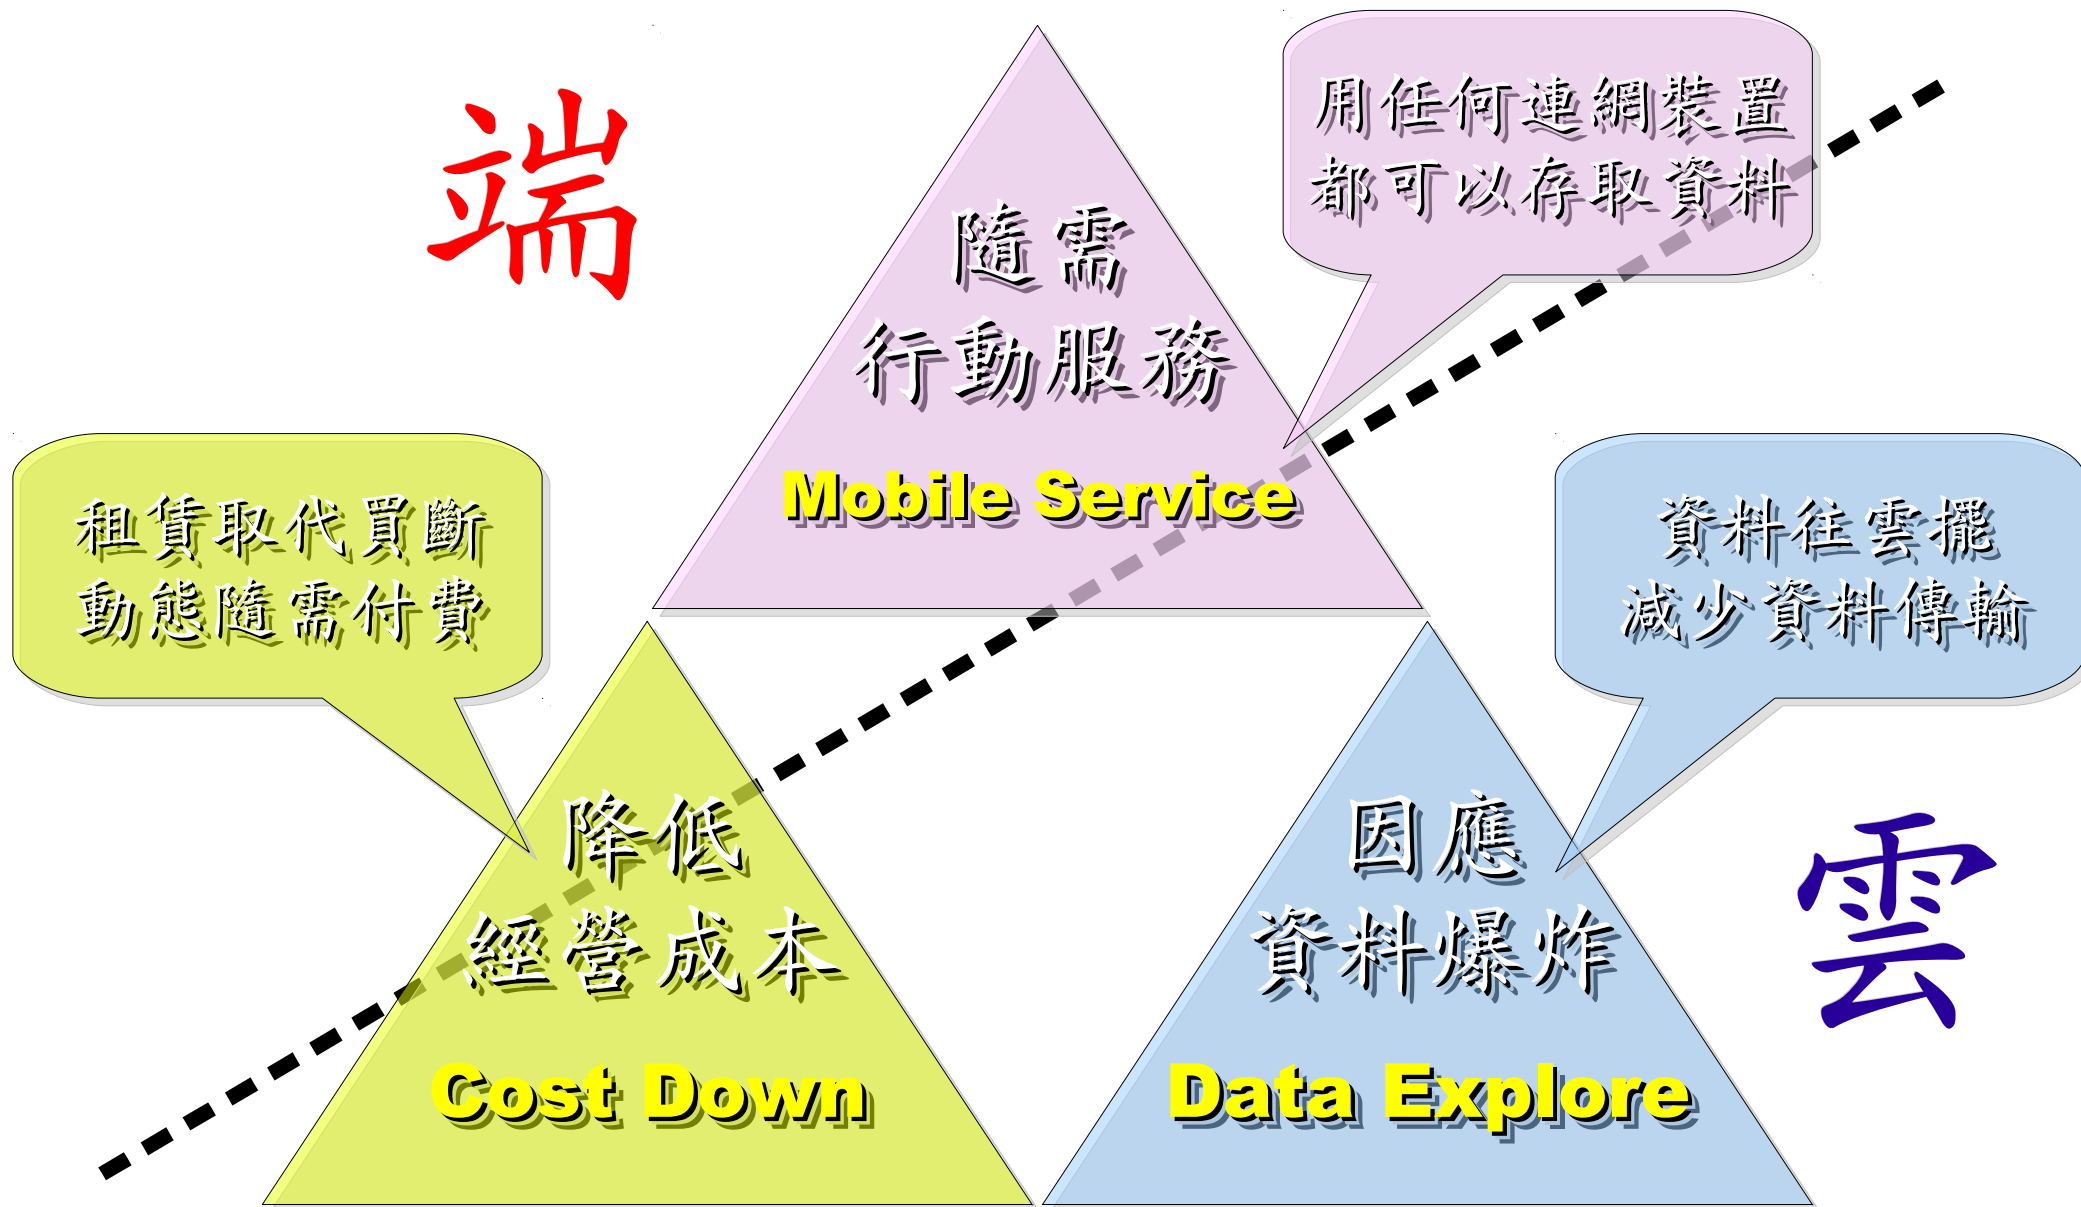 端
用任何連網裝置
都可以存取資料
隨需
行動服務
Mobile Service
租賃取代買斷
動態隨需付費
資料往雲擺
減少資料傳輸
降低
經營成本
Cost Down
因應
資料爆炸
Data Explore
雲